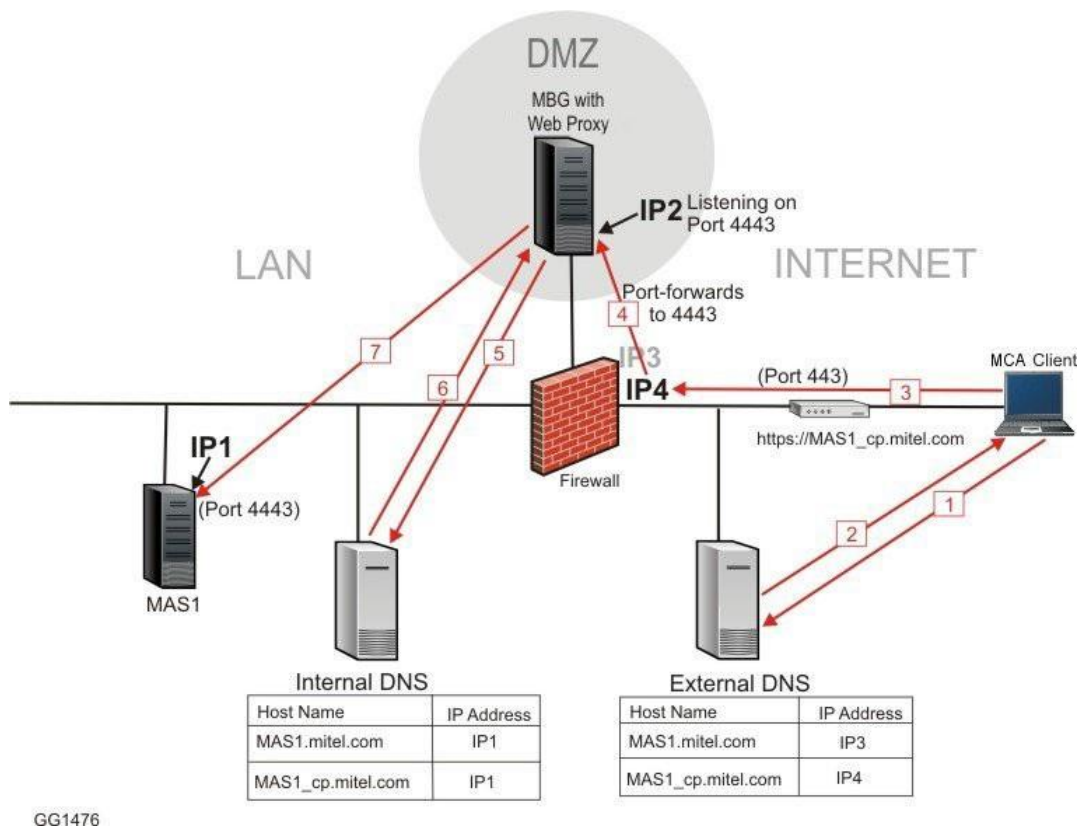 DMZ
MBG with
Web Proxy
IP2 Listening on
Port 4443
LAN
INTERNET
Port-forwards
to 4443
4
7
6
5
IP3
IP4
(Port 443)
3
MCA Client
https://MAS1_cp.mitel.com
Firewall
IP1
(Port 4443)
MAS1
2
1
Internal DNS
Host Name IP Address
MAS1.mitel.com IP1
MAS1_cp.mitel.com IP1
External DNS
Host Name IP Address
MAS1.mitel.com IP3
MAS1_cp.mitel.com IP4
GG1476